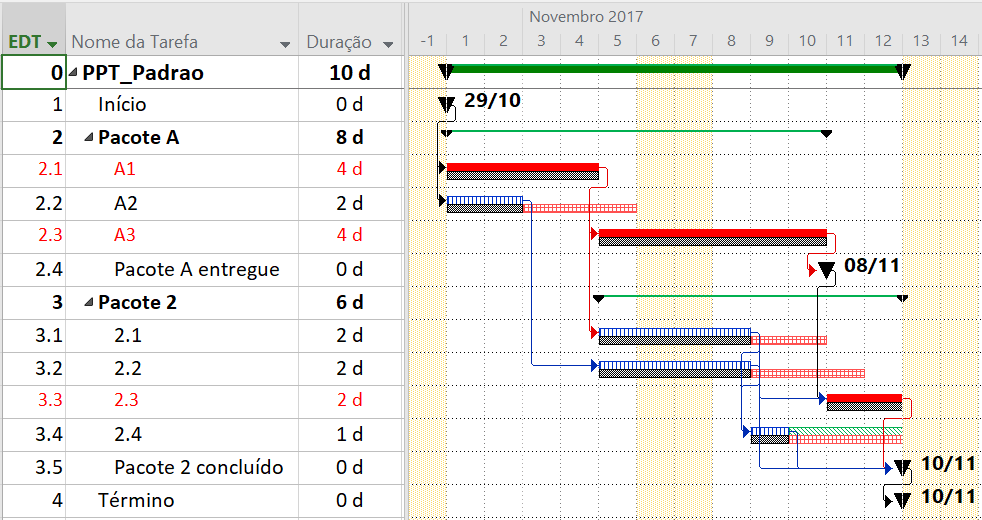 Novembro 2017
EDT Nome da Tarefa Duração -1 1 2 3 4 5 6 7 8 9 10 11 12 13 14
0 PPT_Padrao 10 d
1 Início 0 d 29/10
2 Pacote A 8 d
2.1 A1 4 d
2.2 A2 2 d
2.3 A3 4 d
2.4 Pacote A entregue 0 d 08/11
3 Pacote 2 6 d
3.1 2.1 2 d
3.2 2.2 2 d
3.3 2.3 2 d
3.4 2.4 1 d
3.5 Pacote 2 concluído 0 d 10/11
4 Término 0 d 10/11